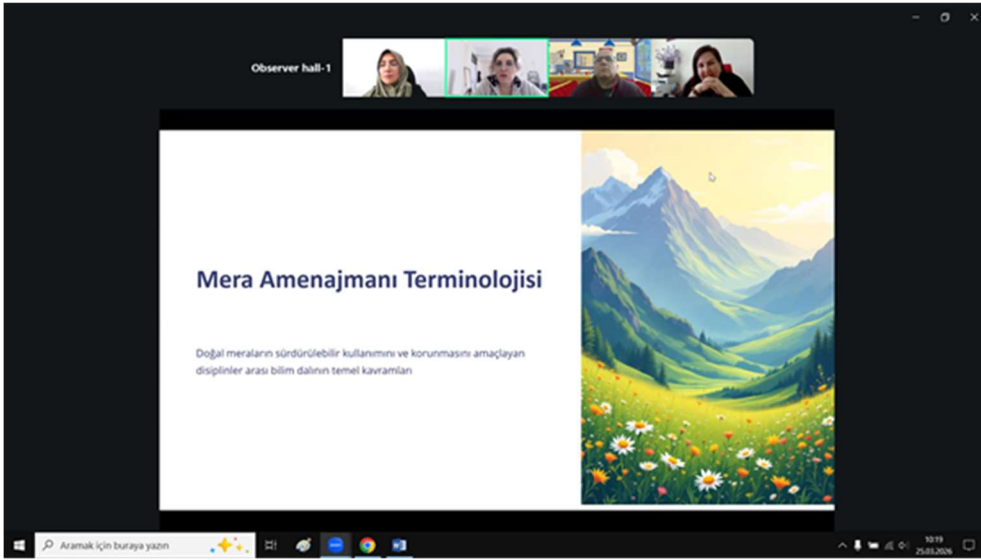 Observer hall-1
Mera Amenajmanı Terminolojisi
Doğal meraların sürdürülebilir kullanımını ve korunmasını amaçlayan
disiplinler arası bilim dalının temel kavramları
Aramak için buraya yazın
10:19
25.03.2026